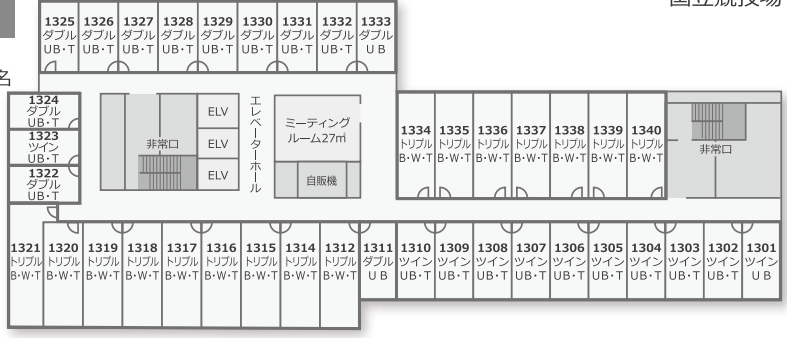 国立競技場
名
1325 1326 1327 1328 1329 1330 1331 1332 1333
ダブル ダブル ダブル ダブル ダブル ダブル ダブル ダブル ダブル
UB・T UB・T UB・T UB・T UB・T UB・T UB・T UB・T U B
1324
ダブル
UB・T
1323
ツイン
UB・T
1322
ダブル
UB・T
非常口
ELV
ELV
ELV
エレベーターホール
ミーティング
ルーム27㎡
自販機
1334 1335 1336 1337 1338 1339 1340
トリプル トリプル トリプル トリプル トリプル トリプル トリプル
B・W・T B・W・T B・W・T B・W・T B・W・T B・W・T B・W・T
非常口
1321 1320 1319 1318 1317 1316 1315 1314 1312 1311 1310 1309 1308 1307 1306 1305 1304 1303 1302 1301
トリプル トリプル トリプル トリプル トリプル トリプル トリプル トリプル トリプル ダブル ツイン ツイン ツイン ツイン ツイン ツイン ツイン ツイン ツイン ツイン
B・W・T B・W・T B・W・T B・W・T B・W・T B・W・T B・W・T B・W・T B・W・T U B UB・T UB・T UB・T UB・T UB・T UB・T UB・T UB・T UB・T U B